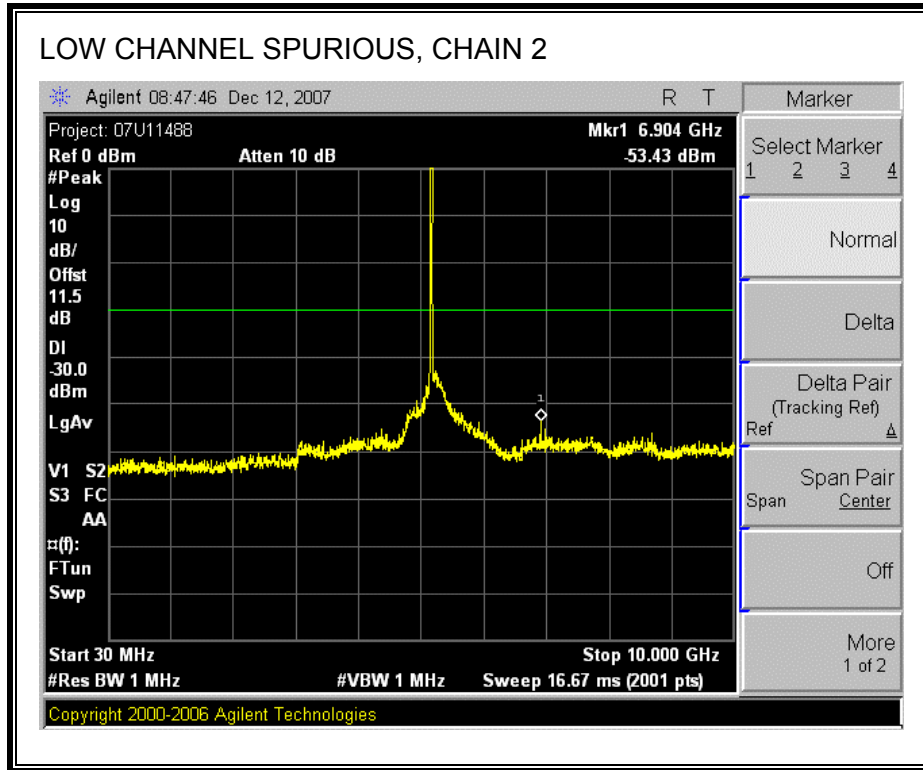 LOW CHANNEL SPURIOUS, CHAIN 2
Agilent 08:47:46 Dec 12, 2007 R T
Project: 07U11488 Mkr1 6.904 GHz
Ref 0 dBm Atten 10 dB -53.43 dBm
#Peak
Log
10
dB/
Offst
11.5
dB
DI
-30.0
dBm
LgAv
V1 S2
S3 FC
AA
¤(f):
FTun
Swp
1
Start 30 MHz Stop 10.000 GHz
#Res BW 1 MHz #VBW 1 MHz Sweep 16.67 ms (2001 pts)
Copyright 2000-2006 Agilent Technologies
Marker
Select Marker
1 2 3 4
Normal
Delta
Delta Pair
(Tracking Ref)
Ref Δ
Span Pair
Span Center
Off
More
1 of 2